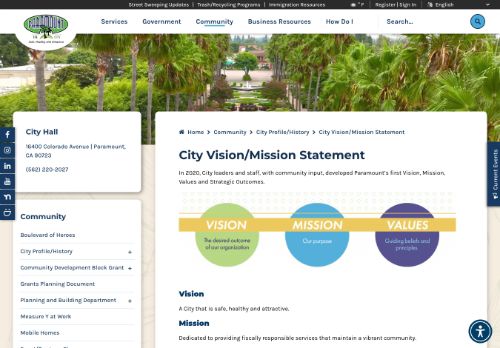 Street Sweeping Updates | Trash/Recycling Programs | Immigration Resources
°F | Register | Sign In | English
PARAMOUNT
Services Government Community Business Resources How Do I Search...
City Hall
16400 Colorado Avenue | Paramount,
CA 90723
(562) 220-2027
Community
Boulevard of Heroes
City Profile/History +
Community Development Block Grant +
Grants Planning Document
Planning and Building Department +
Measure Y at Work
Mobile Homes
Home > Community > City Profile/History > City Vision/Mission Statement
City Vision/Mission Statement
In 2020, City leaders and staff, with community input, developed Paramount's first Vision, Mission,
Values and Strategic Outcomes.
VISION MISSION VALUES
The desired outcome
of our organization
Our purpose
Guiding beliefs and
principles
Vision
A City that is safe, healthy and attractive.
Mission
Dedicated to providing fiscally responsible services that maintain a vibrant community.
Current Events